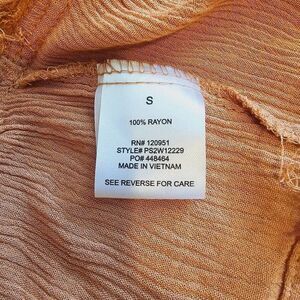 S
100% RAYON
RN# 120951
STYLE# PS2W12229
PO# 448464
MADE IN VIETNAM
SEE REVERSE FOR CARE